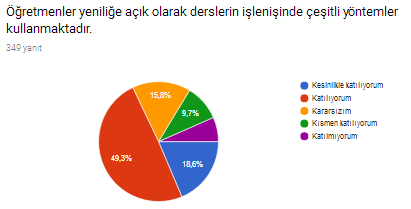 Öğretmenler yeniliğe açık olarak derslerin işlenişinde çeşitli yöntemler
kullanmaktadır.
349 yanıt
Kesinlikle katılıyorum
Katılıyorum
Kararsızım
Kısmen katılıyorum
Katılmıyorum
15,8%
9,7%
49,3%
18,6%